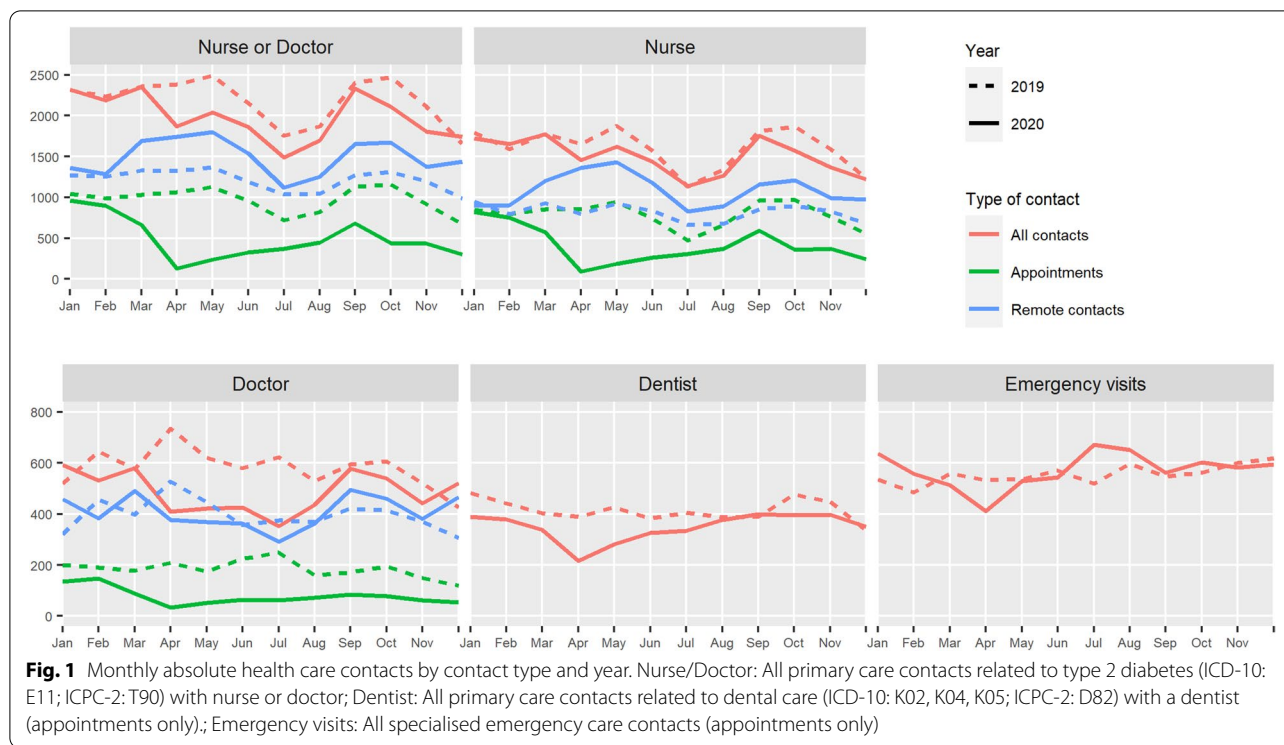 Nurse or Doctor
Nurse
2500
2000
1500
1000
500
0
Jan Feb Mar Apr May Jun Jul Aug Sep Oct Nov
Jan Feb Mar Apr May Jun Jul Aug Sep Oct Nov
Year
2019
2020
Type of contact
All contacts
Appointments
Remote contacts
Doctor
Dentist
Emergency visits
800
600
400
200
0
Jan Feb Mar Apr May Jun Jul Aug Sep Oct Nov
Jan Feb Mar Apr May Jun Jul Aug Sep Oct Nov
Jan Feb Mar Apr May Jun Jul Aug Sep Oct Nov
Fig. 1 Monthly absolute health care contacts by contact type and year. Nurse/Doctor: All primary care contacts related to type 2 diabetes (ICD-10:
E11; ICPC-2: T90) with nurse or doctor; Dentist: All primary care contacts related to dental care (ICD-10: K02, K04, K05; ICPC-2: D82) with a dentist
(appointments only).; Emergency visits: All specialised emergency care contacts (appointments only)